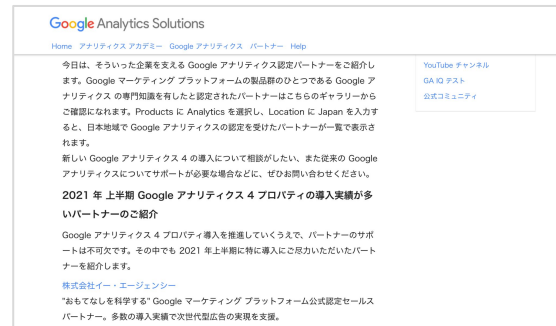 Google Analytics Solutions
Home アナリティクス アカデミー Google アナリティクス パートナー Help
今日は、そういった企業を支える Google アナリティクス認定パートナーをご紹介し
ます。Google マーケティング プラットフォームの製品群のひとつである Google ア
ナリティクス の専門知識を有したと認定されたパートナーはこちらのギャラリーから
ご確認になれます。Products に Analytics を選択し、Location に Japan を入力す
ると、日本地域で Google アナリティクスの認定を受けたパートナーが一覧で表示さ
れます。
新しい Google アナリティクス 4 の導入について相談がしたい、また従来の Google
アナリティクスについてサポートが必要な場合などに、ぜひお問い合わせください。
2021 年 上半期 Google アナリティクス 4 プロパティの導入実績が多
いパートナーのご紹介
Google アナリティクス 4 プロパティ導入を推進していくうえで、パートナーのサポ
ートは不可欠です。その中でも 2021 年上半期に特に導入にご尽力いただいたパート
ナーを紹介します。
株式会社イー・エージェンシー
"おもてなしを科学する" Google マーケティング プラットフォーム公式認定セールス
パートナー。多数の導入実績で次世代型広告の実現を支援。
YouTube チャンネル
GA IQ テスト
公式コミュニティ